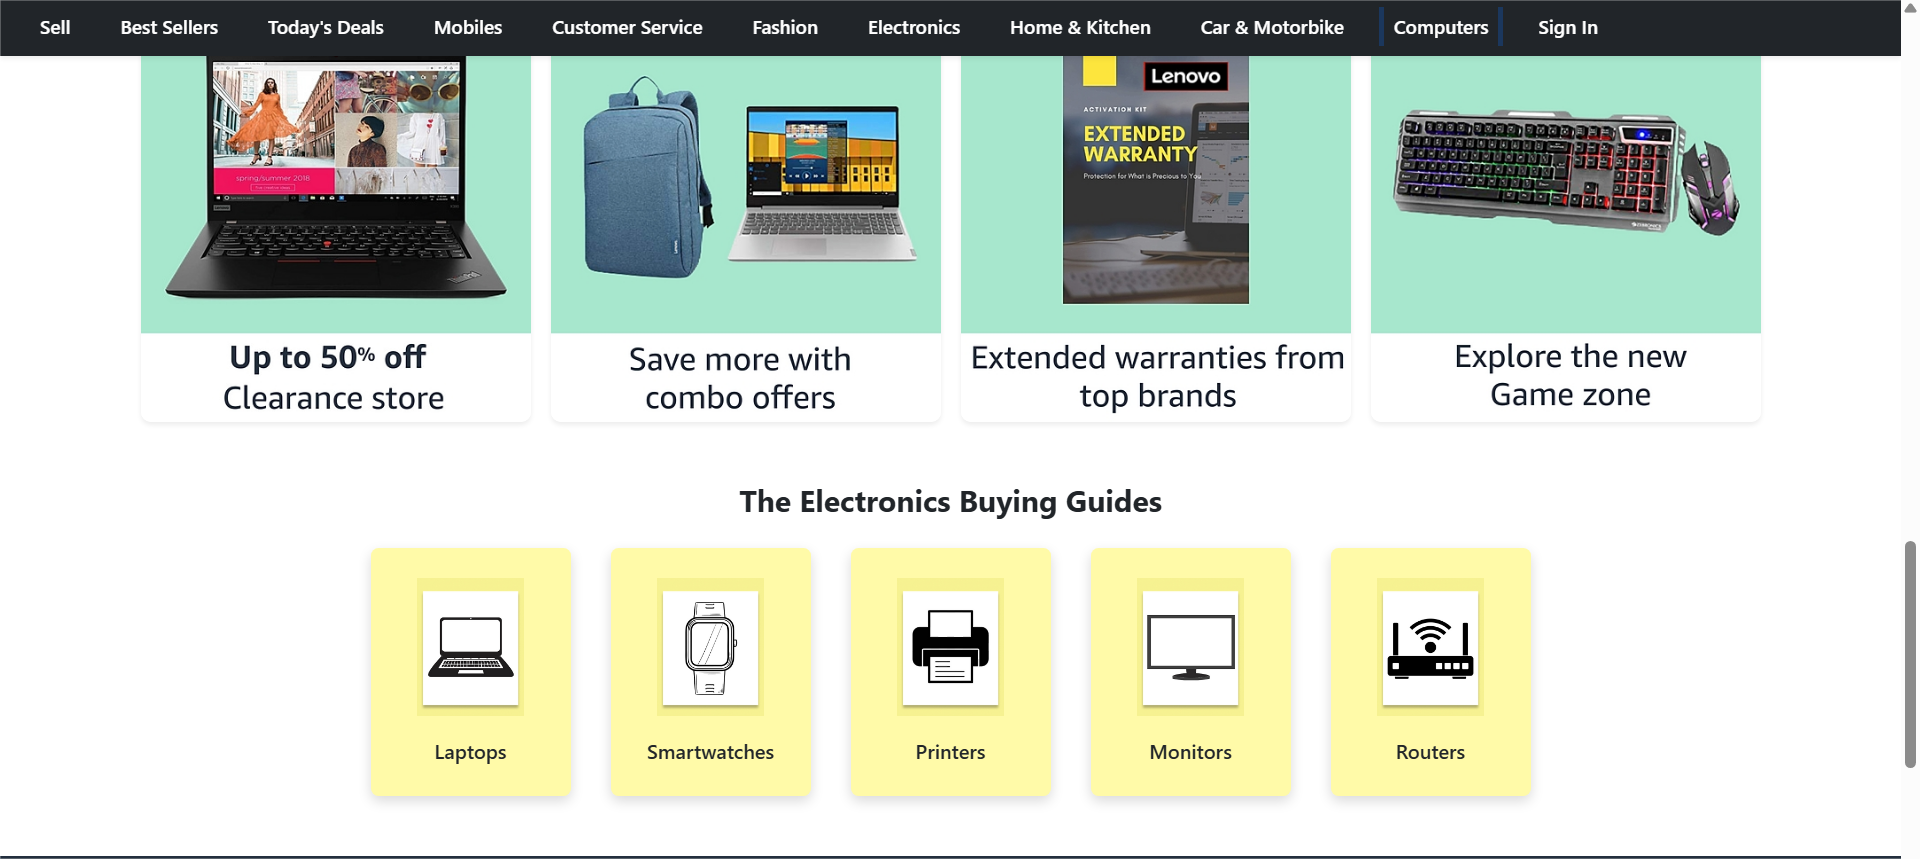 Sell Best Sellers Today's Deals Mobiles Customer Service Fashion Electronics Home & Kitchen Car & Motorbike Computers Sign In
spring/summer 2018
Lenovo
ACTIVATION KIT
EXTENDED
WARRANTY
Protection for What is Precious to You
Up to 50% off
Clearance store
Save more with
combo offers
Extended warranties from
top brands
Explore the new
Game zone
The Electronics Buying Guides
Laptops
Smartwatches
Printers
Monitors
Routers